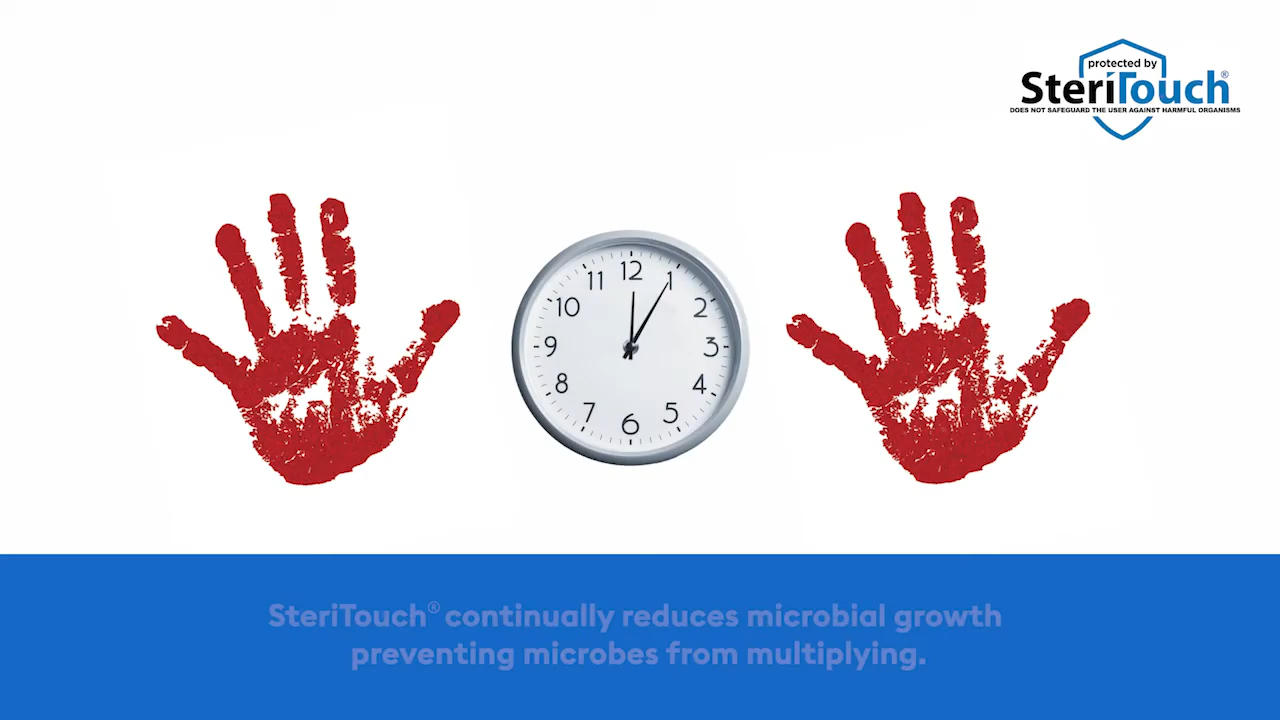 protected by
SteriTouch®
DOES NOT SAFEGUARD THE USER AGAINST HARMFUL ORGANISMS
11 12 1
10 2
9 3
8 4
7 6 5
SteriTouch® continually reduces microbial growth
preventing microbes from multiplying.